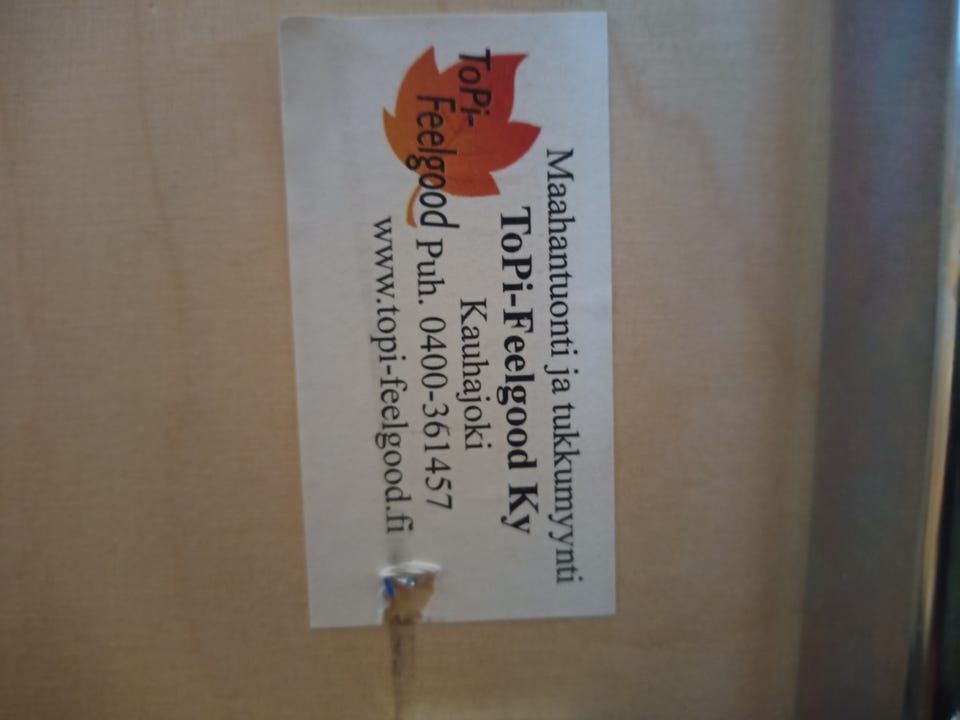 Maahantuonti ja tukkumyynti
ToPi-Feelgood Ky
Kauhajoki
Puh. 0400-361457
www.topi-feelgood.fi
ToPi-
Feelgood